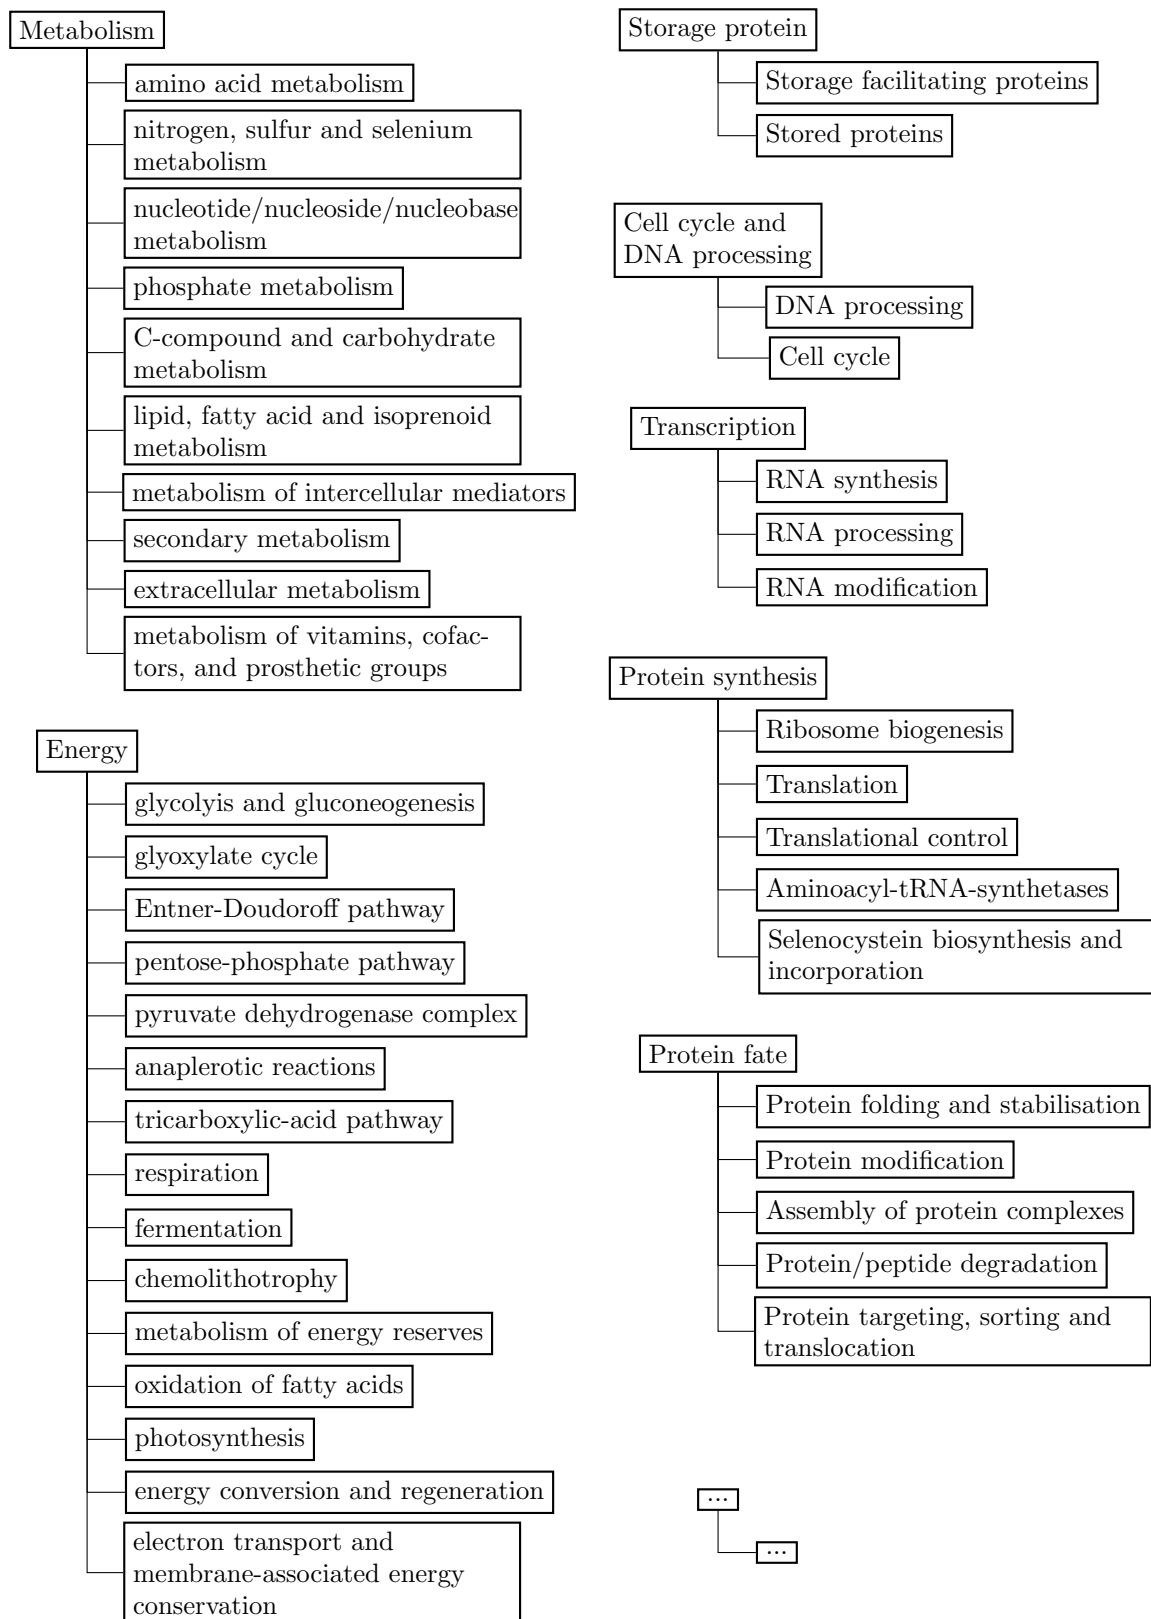 Metabolism
amino acid metabolism
nitrogen, sulfur and selenium
metabolism
nucleotide/nucleoside/nucleobase
metabolism
phosphate metabolism
C-compound and carbohydrate
metabolism
lipid, fatty acid and isoprenoid
metabolism
metabolism of intercellular mediators
secondary metabolism
extracellular metabolism
metabolism of vitamins, cofac-
tors, and prosthetic groups
Energy
glycolyis and gluconeogenesis
glyoxylate cycle
Entner-Doudoroff pathway
pentose-phosphate pathway
pyruvate dehydrogenase complex
anaplerotic reactions
tricarboxylic-acid pathway
respiration
fermentation
chemolithotrophy
metabolism of energy reserves
oxidation of fatty acids
photosynthesis
energy conversion and regeneration
electron transport and
membrane-associated energy
conservation
Storage protein
Storage facilitating proteins
Stored proteins
Cell cycle and
DNA processing
DNA processing
Cell cycle
Transcription
RNA synthesis
RNA processing
RNA modification
Protein synthesis
Ribosome biogenesis
Translation
Translational control
Aminoacyl-tRNA-synthetases
Selenocystein biosynthesis and
incorporation
Protein fate
Protein folding and stabilisation
Protein modification
Assembly of protein complexes
Protein/peptide degradation
Protein targeting, sorting and
translocation
...
...